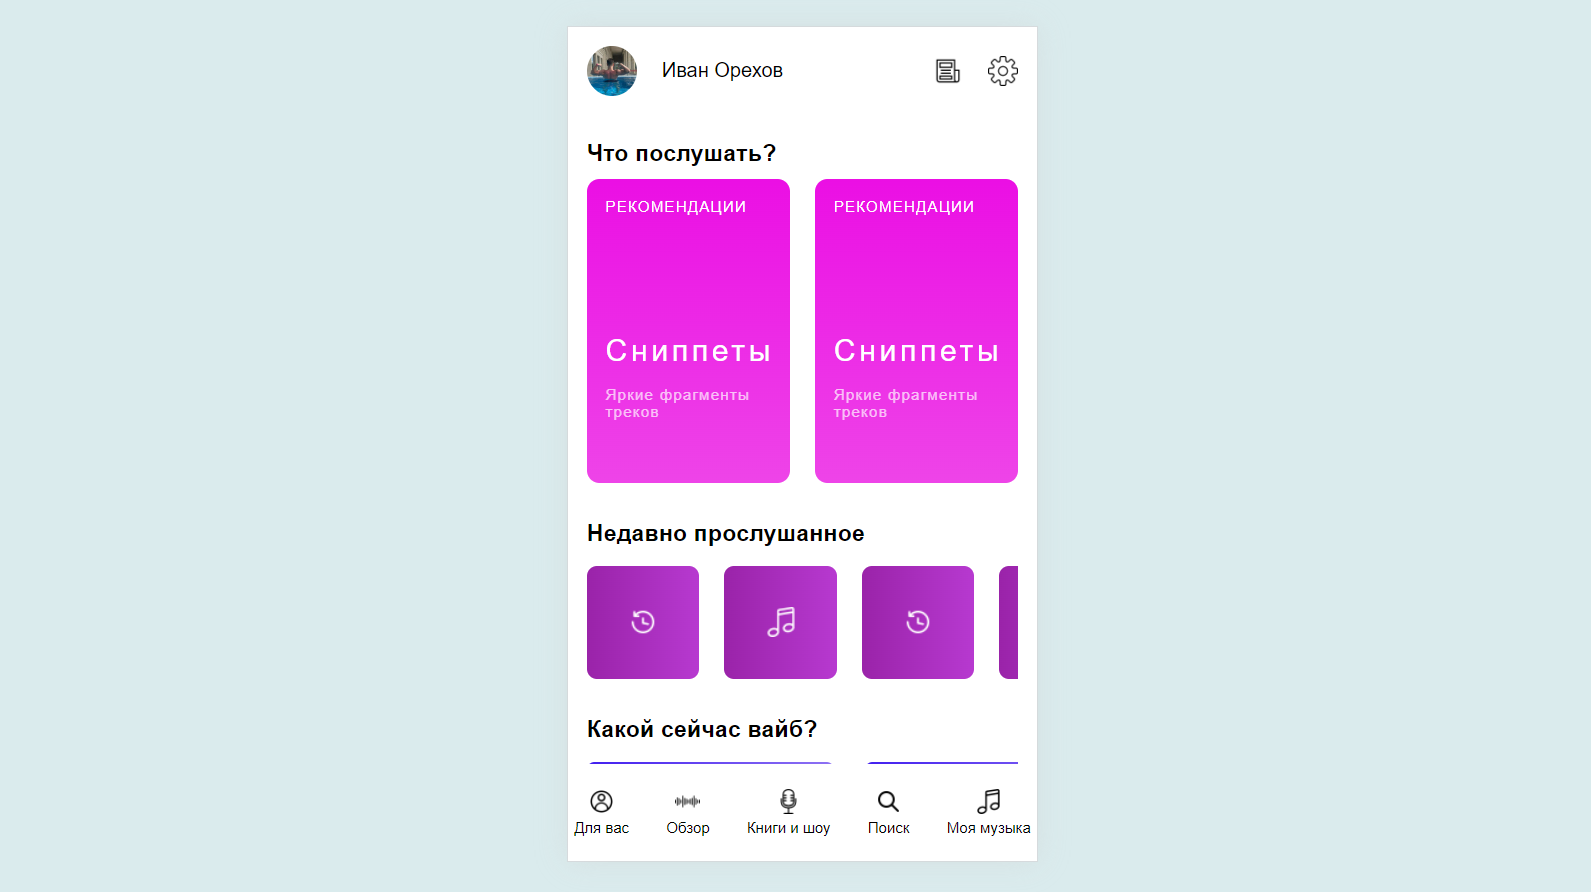 Иван Орехов
Что послушать?
РЕКОМЕНДАЦИИ
Сниппеты
Яркие фрагменты
треков
РЕКОМЕНДАЦИИ
Сниппеты
Яркие фрагменты
треков
Недавно прослушанное
Какой сейчас вайб?
Для вас
Обзор
Книги и шоу
Поиск
Моя музыка